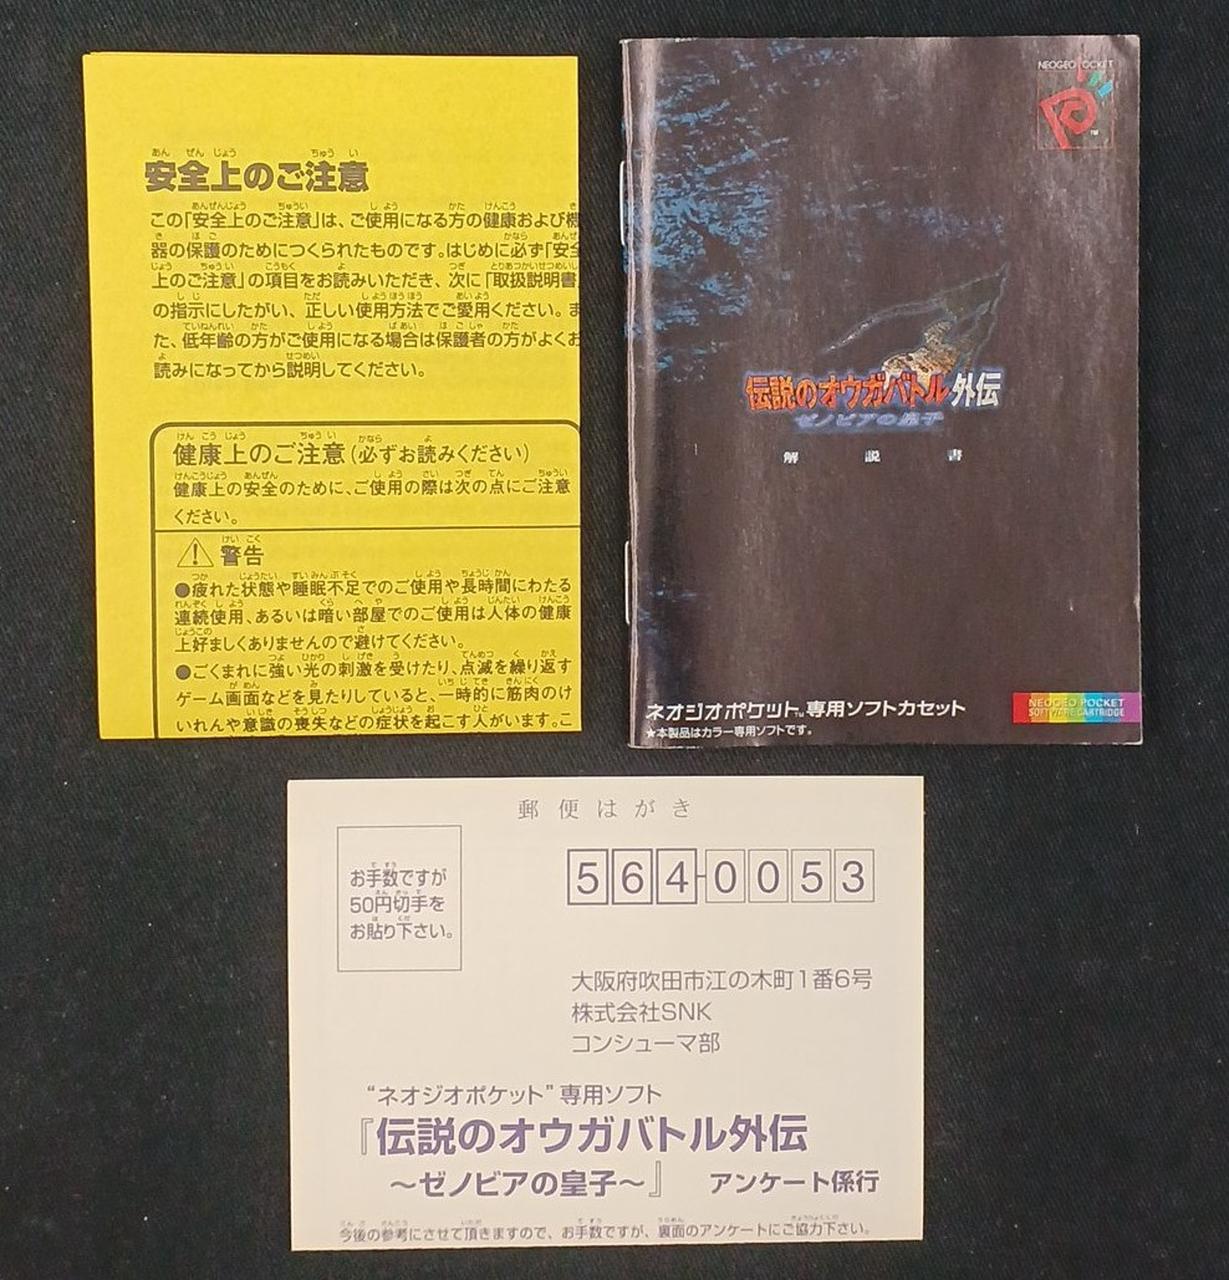 安全上のご注意
この「安全上のご注意」は、ご使用になる方の健康および機
器の保護のためにつくられたものです。はじめに必ず「安全
上のご注意」の項目をお読みいただき、次に「取扱説明書」
の指示にしたがい、正しい使用方法でご愛用ください。ま
た、低年齢の方がご使用になる場合は保護者の方がよくお
読みになってから説明してください。
健康上のご注意(必ずお読みください)
健康上の安全のために、ご使用の際は次の点にご注意
ください。
警告
●疲れた状態や睡眠不足でのご使用や長時間にわたる
連続使用、あるいは暗い部屋でのご使用は人体の健康
上好ましくありませんので避けてください。
●ごくまれに強い光の刺激を受けたり、点滅を繰り返す
ゲーム画面などを見たりしていると、一時的に筋肉のけ
いれんや意識の喪失などの症状を起こす人がいます。こ
NEOGEO POCKET
伝説のオウガバトル外伝
ゼノビアの皇子
解説書
ネオジオポケット™専用ソフトカセット
★本製品はカラー専用ソフトです。
NEOGEO POCKET
SOFTWARE CARTRIDGE
郵便はがき
お手数ですが
50円切手を
お貼り下さい。
564-0053
大阪府吹田市江の木町1番6号
株式会社SNK
コンシューマ部
“ネオジオポケット”専用ソフト
『伝説のオウガバトル外伝
〜ゼノビアの皇子〜』 アンケート係行
今後の参考にさせて頂きますので、お手数ですが、裏面のアンケートにご協力下さい。